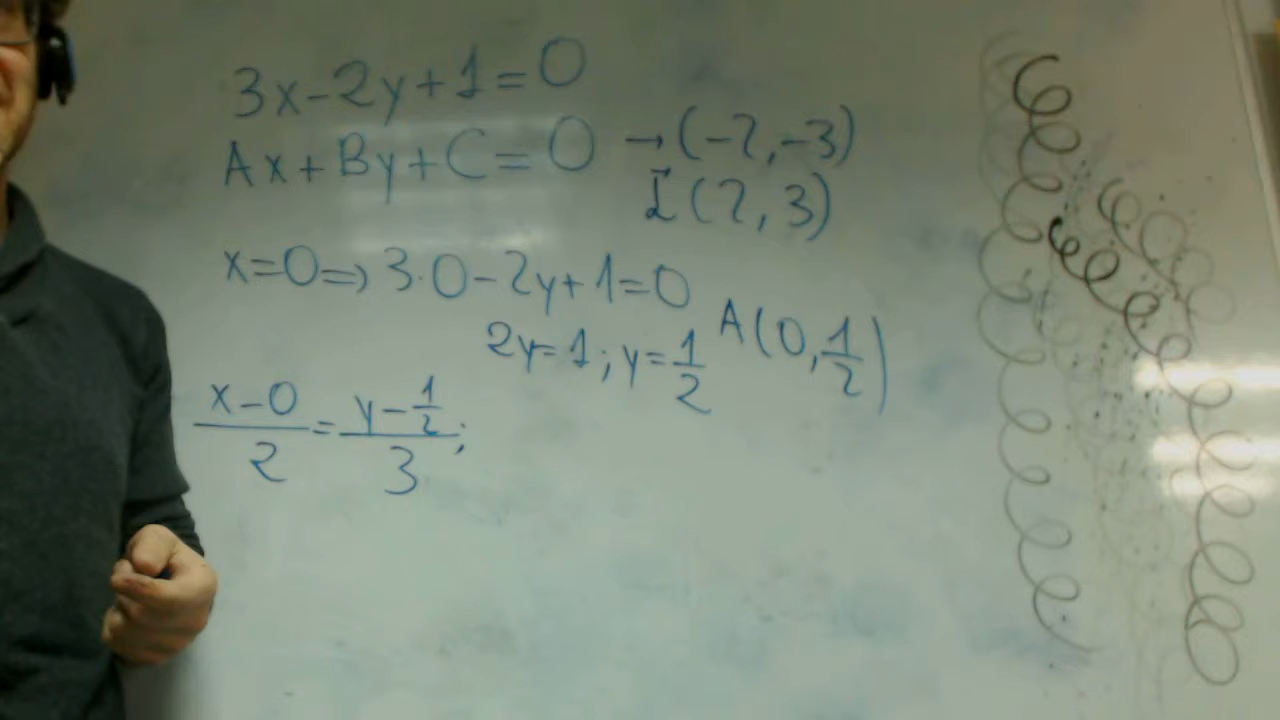 3x-2y+1=0
Ax+By+C=0 → (-2,-3)
(2, 3)
x=0⇒3·0-2y+1=0
2y=1; y=1/2 A(0,1/2)
(x-0)/2=(y-1/2)/3;